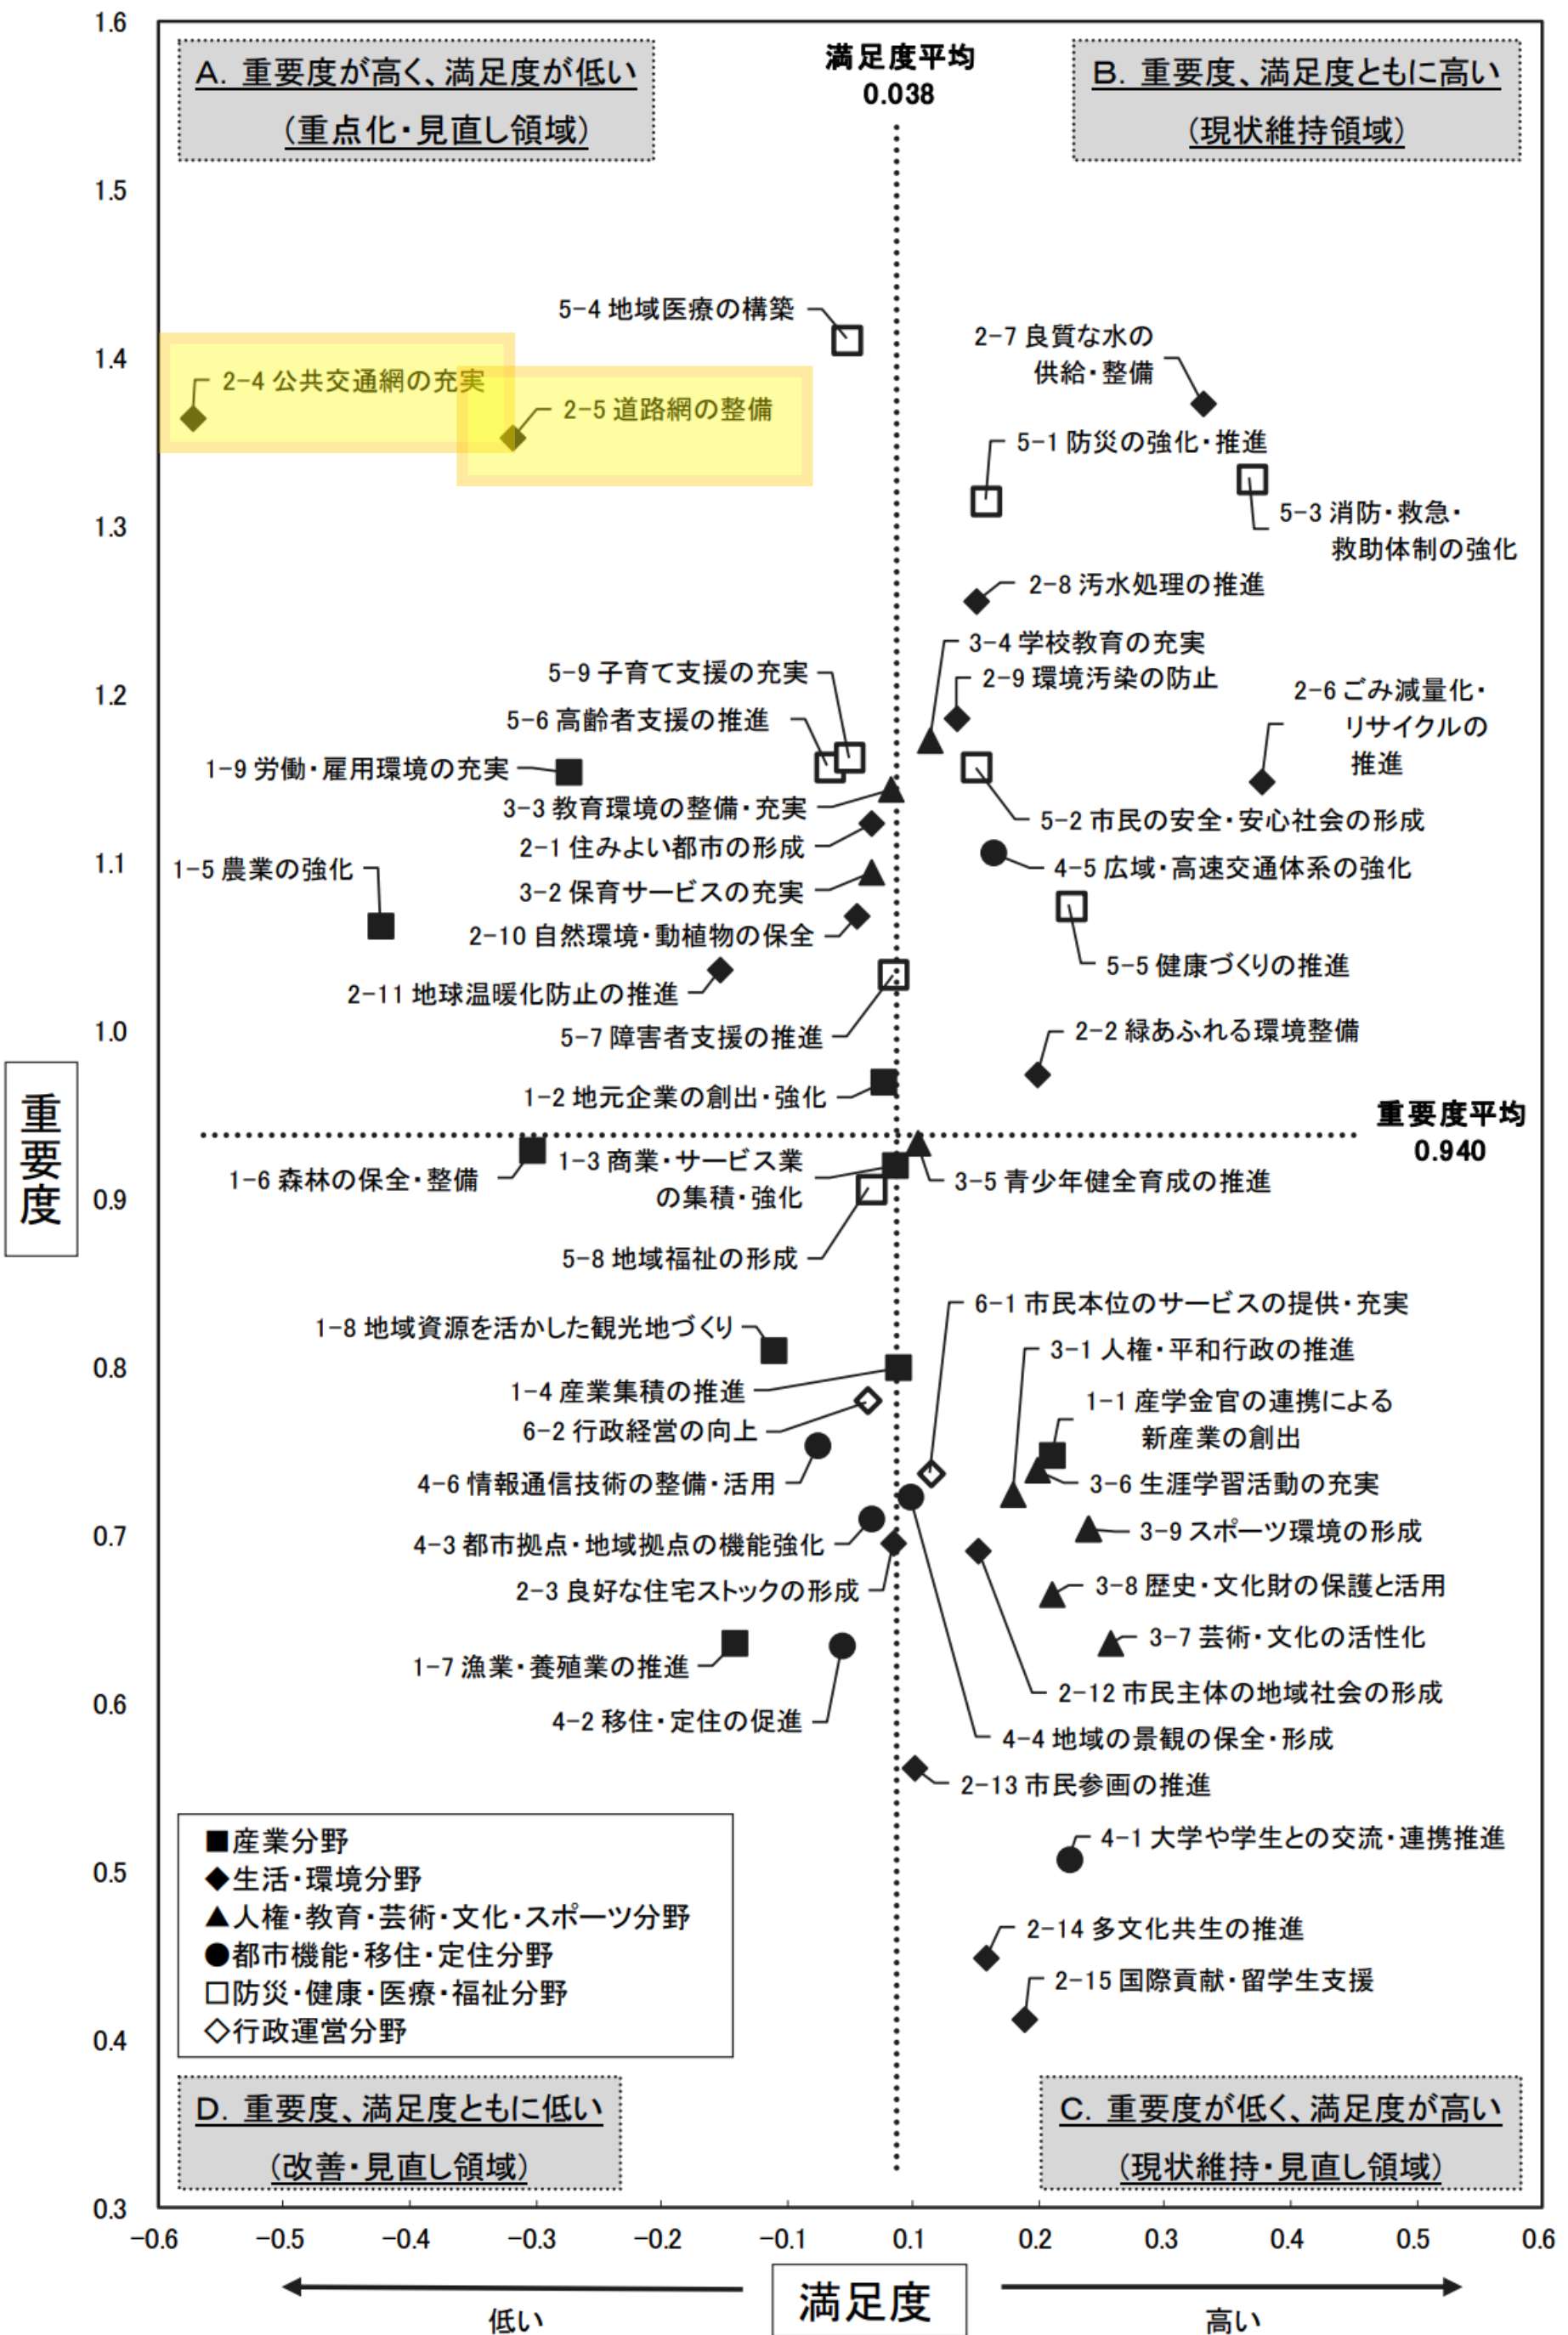 1.6
A. 重要度が高く、満足度が低い
(重点化・見直し領域)
満足度平均
0.038
B. 重要度、満足度ともに高い
(現状維持領域)
1.5
5-4 地域医療の構築
2-7 良質な水の
供給・整備
1.4
2-4 公共交通網の充実
2-5 道路網の整備
5-1 防災の強化・推進
1.3
5-3 消防・救急・
救助体制の強化
2-8 汚水処理の推進
3-4 学校教育の充実
5-9 子育て支援の充実
2-9 環境汚染の防止
1.2
2-6 ごみ減量化・
リサイクルの
推進
5-6 高齢者支援の推進
1-9 労働・雇用環境の充実
3-3 教育環境の整備・充実
5-2 市民の安全・安心社会の形成
2-1 住みよい都市の形成
1.1
1-5 農業の強化
4-5 広域・高速交通体系の強化
3-2 保育サービスの充実
2-10 自然環境・動植物の保全
5-5 健康づくりの推進
2-11 地球温暖化防止の推進
1.0
5-7 障害者支援の推進
2-2 緑あふれる環境整備
1-2 地元企業の創出・強化
重要度
重要度平均
0.940
1-6 森林の保全・整備
1-3 商業・サービス業
の集積・強化
3-5 青少年健全育成の推進
0.9
5-8 地域福祉の形成
6-1 市民本位のサービスの提供・充実
1-8 地域資源を活かした観光地づくり
3-1 人権・平和行政の推進
0.8
1-4 産業集積の推進
1-1 産学金官の連携による
新産業の創出
6-2 行政経営の向上
4-6 情報通信技術の整備・活用
3-6 生涯学習活動の充実
0.7
3-9 スポーツ環境の形成
4-3 都市拠点・地域拠点の機能強化
2-3 良好な住宅ストックの形成
3-8 歴史・文化財の保護と活用
3-7 芸術・文化の活性化
1-7 漁業・養殖業の推進
0.6
2-12 市民主体の地域社会の形成
4-2 移住・定住の促進
4-4 地域の景観の保全・形成
2-13 市民参画の推進
■産業分野
4-1 大学や学生との交流・連携推進
0.5
◆生活・環境分野
▲人権・教育・芸術・文化・スポーツ分野
2-14 多文化共生の推進
●都市機能・移住・定住分野
2-15 国際貢献・留学生支援
□防災・健康・医療・福祉分野
◇行政運営分野
0.4
D. 重要度、満足度ともに低い
(改善・見直し領域)
C. 重要度が低く、満足度が高い
(現状維持・見直し領域)
0.3
-0.6 -0.5 -0.4 -0.3 -0.2 -0.1 0.1 0.2 0.3 0.4 0.5 0.6
低い 満足度 高い